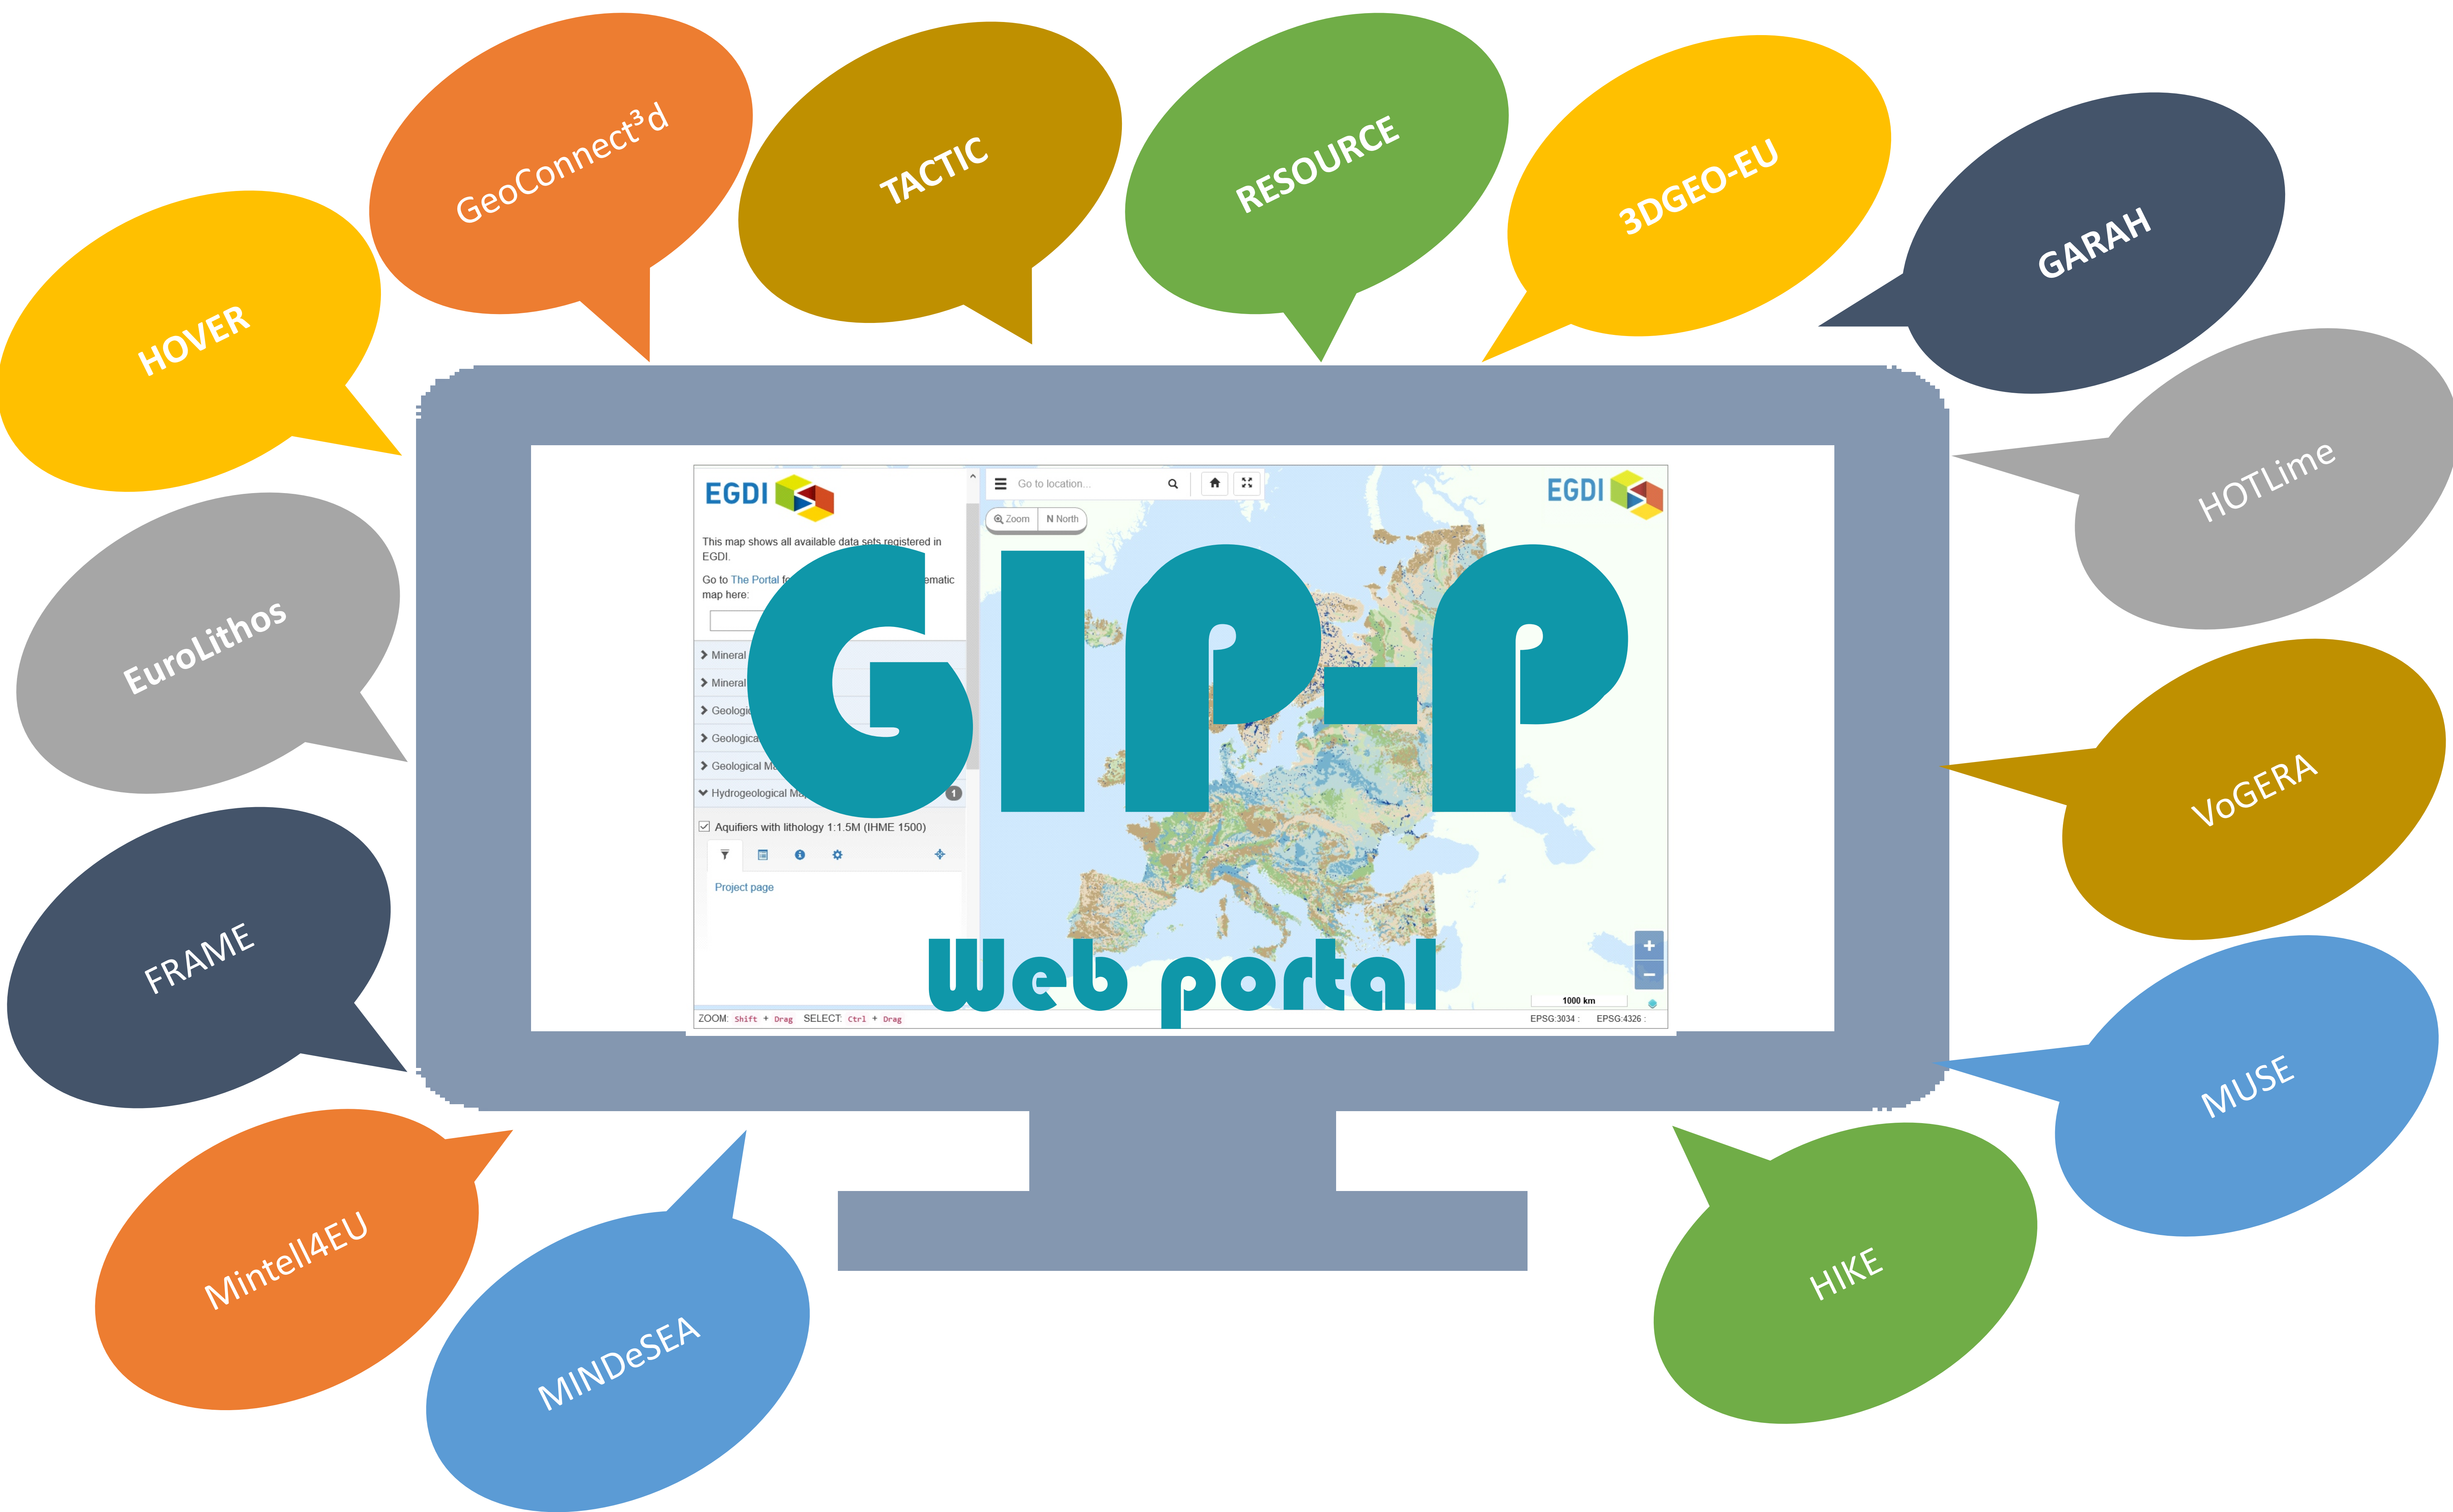 GeoConnect³d
TACTIC
RESOURCE
3DGEO-EU
GARAH
HOVER
HOTLime
EuroLithos
VoGERA
FRAME
MUSE
Mintell4EU
MINDeSEA
HIKE
EGDI
This map shows all available data sets registered in
EGDI.
Go to The Portal
map here:
Mineral
Mineral
Geological
Geological
Hydrogeological
1
Aquifiers with lithology 1:1.5M (IHME 1500)
Project page
Go to location...
Zoom
N North
EGDI
GIP-P
Web portal
+
−
1000 km
ZOOM: Shift + Drag SELECT: Ctrl + Drag
EPSG:3034 : EPSG:4326 :